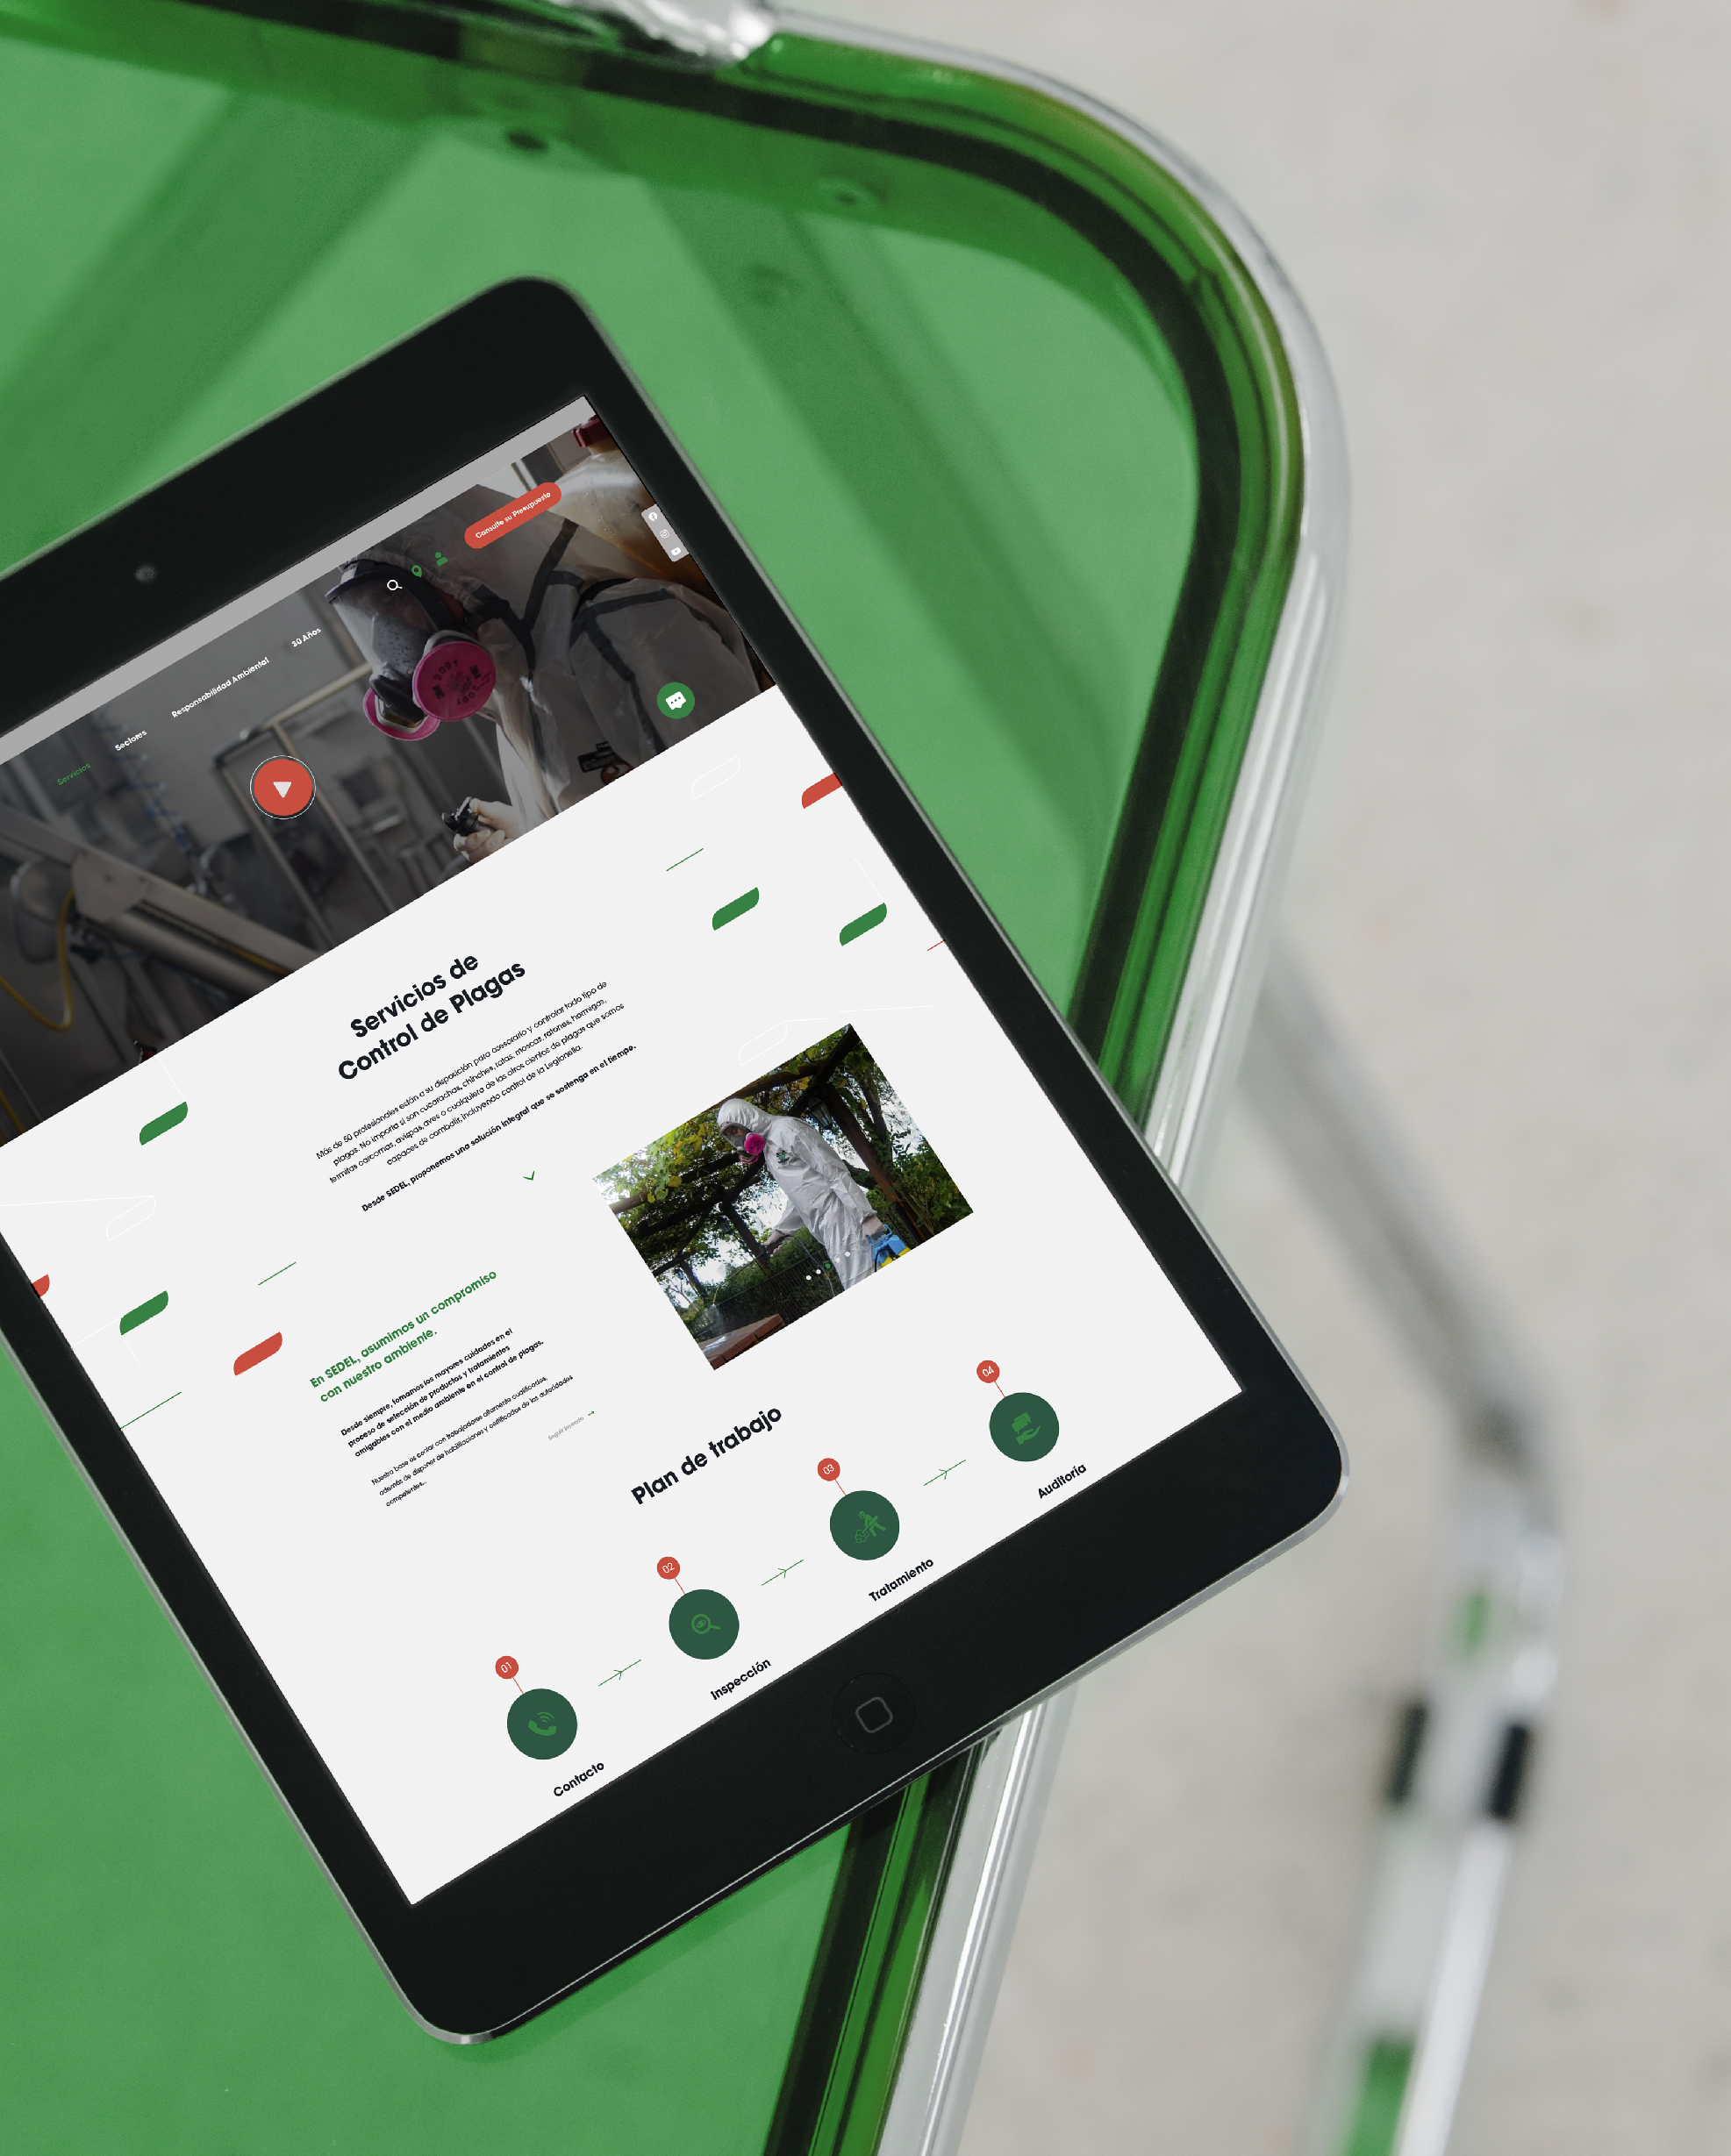 Consulte su Presupuesto
Servicios
Sectores
Responsabilidad Ambiental
30 Años
Servicios de
Control de Plagas
Más de 60 profesionales están a su disposición para asesorarlo y controlar todo tipo de
plagas. No importa si son cucarachas, chinches, ratas, moscas, ratones, hormigas,
termitas carcomas, avispas, aves o cualquiera de los otros cientos de plagas que somos
capaces de combatir, incluyendo control de la Legionella.
Desde SEDEL, proponemos una solución integral que se sostenga en el tiempo.
En SEDEL, asumimos un compromiso
con nuestro ambiente.
Desde siempre, tomamos los mayores cuidados en el
proceso de selección de productos y tratamientos
amigables con el medio ambiente en el control de plagas.
Nuestra base es contar con trabajadores altamente cualificados,
además de disponer de habilitaciones y certificados de las autoridades
competentes..
Seguir leyendo
Plan de trabajo
01
Contacto
02
Inspección
03
Tratamiento
04
Auditoría